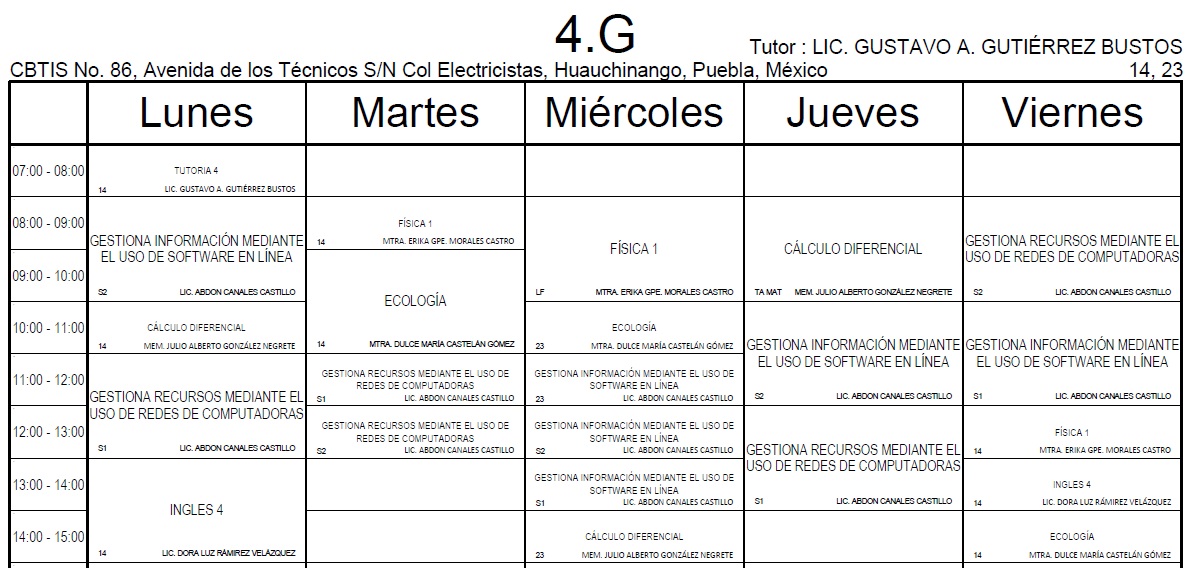 4.G
Tutor : LIC. GUSTAVO A. GUTIÉRREZ BUSTOS
CBTIS No. 86, Avenida de los Técnicos S/N Col Electricistas, Huauchinango, Puebla, México 14, 23
Lunes Martes Miércoles Jueves Viernes
07:00 - 08:00
TUTORIA 4
14 LIC. GUSTAVO A. GUTIÉRREZ BUSTOS
08:00 - 09:00
09:00 - 10:00
GESTIONA INFORMACIÓN MEDIANTE
EL USO DE SOFTWARE EN LÍNEA
S2 LIC. ABDON CANALES CASTILLO
FÍSICA 1
14 MTRA. ERIKA GPE. MORALES CASTRO
ECOLOGÍA
14 MTRA. DULCE MARÍA CASTELÁN GÓMEZ
FÍSICA 1
LF MTRA. ERIKA GPE. MORALES CASTRO
CÁLCULO DIFERENCIAL
TA MAT MEM. JULIO ALBERTO GONZÁLEZ NEGRETE
GESTIONA RECURSOS MEDIANTE EL
USO DE REDES DE COMPUTADORAS
S2 LIC. ABDON CANALES CASTILLO
10:00 - 11:00
CÁLCULO DIFERENCIAL
14 MEM. JULIO ALBERTO GONZÁLEZ NEGRETE
ECOLOGÍA
23 MTRA. DULCE MARÍA CASTELÁN GÓMEZ
GESTIONA INFORMACIÓN MEDIANTE
EL USO DE SOFTWARE EN LÍNEA
S2 LIC. ABDON CANALES CASTILLO
GESTIONA INFORMACIÓN MEDIANTE
EL USO DE SOFTWARE EN LÍNEA
S1 LIC. ABDON CANALES CASTILLO
11:00 - 12:00
GESTIONA RECURSOS MEDIANTE EL
USO DE REDES DE COMPUTADORAS
S1 LIC. ABDON CANALES CASTILLO
GESTIONA RECURSOS MEDIANTE EL USO DE
REDES DE COMPUTADORAS
S1 LIC. ABDON CANALES CASTILLO
GESTIONA INFORMACIÓN MEDIANTE EL USO DE
SOFTWARE EN LÍNEA
23 LIC. ABDON CANALES CASTILLO
12:00 - 13:00
GESTIONA RECURSOS MEDIANTE EL USO DE
REDES DE COMPUTADORAS
S2 LIC. ABDON CANALES CASTILLO
GESTIONA INFORMACIÓN MEDIANTE EL USO DE
SOFTWARE EN LÍNEA
S2 LIC. ABDON CANALES CASTILLO
GESTIONA RECURSOS MEDIANTE EL
USO DE REDES DE COMPUTADORAS
S1 LIC. ABDON CANALES CASTILLO
FÍSICA 1
14 MTRA. ERIKA GPE. MORALES CASTRO
13:00 - 14:00
INGLES 4
14 LIC. DORA LUZ RÁMIREZ VELÁZQUEZ
GESTIONA INFORMACIÓN MEDIANTE EL USO DE
SOFTWARE EN LÍNEA
S1 LIC. ABDON CANALES CASTILLO
INGLES 4
14 LIC. DORA LUZ RÁMIREZ VELÁZQUEZ
14:00 - 15:00
CÁLCULO DIFERENCIAL
23 MEM. JULIO ALBERTO GONZÁLEZ NEGRETE
ECOLOGÍA
14 MTRA. DULCE MARÍA CASTELÁN GÓMEZ